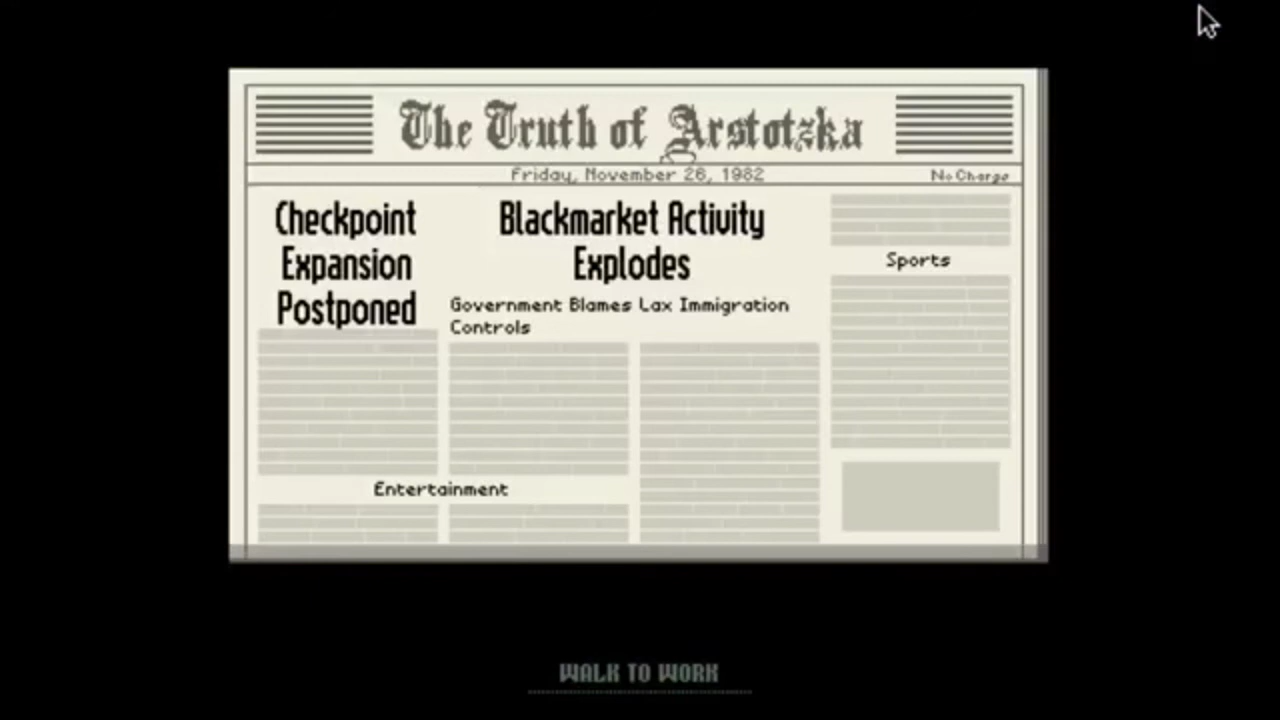 The Truth of Arstotzka
Friday, November 26, 1982
No Charge
Checkpoint
Expansion
Postponed
Blackmarket Activity
Explodes
Government Blames Lax Immigration
Controls
Sports
Entertainment
WALK TO WORK